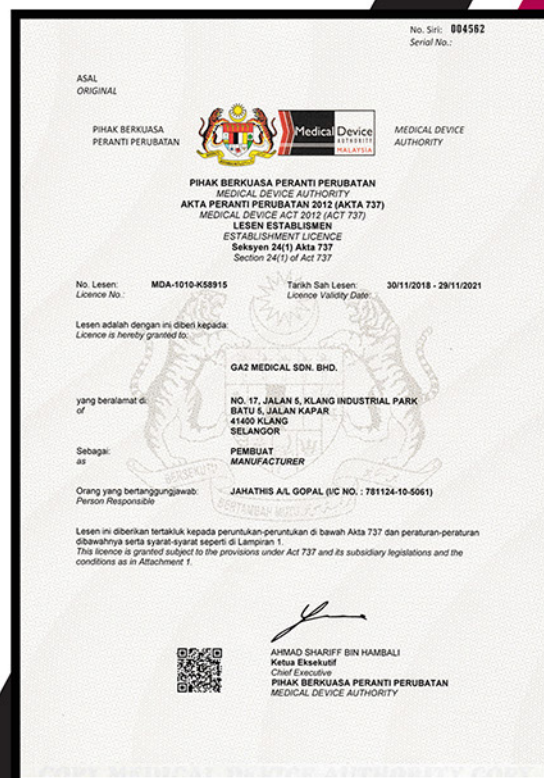 No. Siri: 004562
Serial No.:
ASAL
ORIGINAL
PIHAK BERKUASA
PERANTI PERUBATAN
Medical Device
AUTHORITY
MALAYSIA
MEDICAL DEVICE
AUTHORITY
PIHAK BERKUASA PERANTI PERUBATAN
MEDICAL DEVICE AUTHORITY
AKTA PERANTI PERUBATAN 2012 (AKTA 737)
MEDICAL DEVICE ACT 2012 (ACT 737)
LESEN ESTABLISMEN
ESTABLISHMENT LICENCE
Seksyen 24(1) Akta 737
Section 24(1) of Act 737
No. Lesen: MDA-1010-K58915 Tarikh Sah Lesen: 30/11/2018 - 29/11/2021
Licence No.: Licence Validity Date:
Lesen adalah dengan ini diberi kepada:
Licence is hereby granted to:
GA2 MEDICAL SDN. BHD.
yang beralamat di: NO. 17, JALAN 5, KLANG INDUSTRIAL PARK
of BATU 5, JALAN KAPAR
41400 KLANG
SELANGOR
Sebagai: PEMBUAT
as MANUFACTURER
Orang yang bertanggungjawab: JAHATHIS A/L GOPAL (I/C NO. : 781124-10-5061)
Person Responsible
Lesen ini diberikan tertakluk kepada peruntukan-peruntukan di bawah Akta 737 dan peraturan-peraturan
dibawahnya serta syarat-syarat seperti di Lampiran 1.
This licence is granted subject to the provisions under Act 737 and its subsidiary legislations and the
conditions as in Attachment 1.
AHMAD SHARIFF BIN HAMBALI
Ketua Eksekutif
Chief Executive
PIHAK BERKUASA PERANTI PERUBATAN
MEDICAL DEVICE AUTHORITY